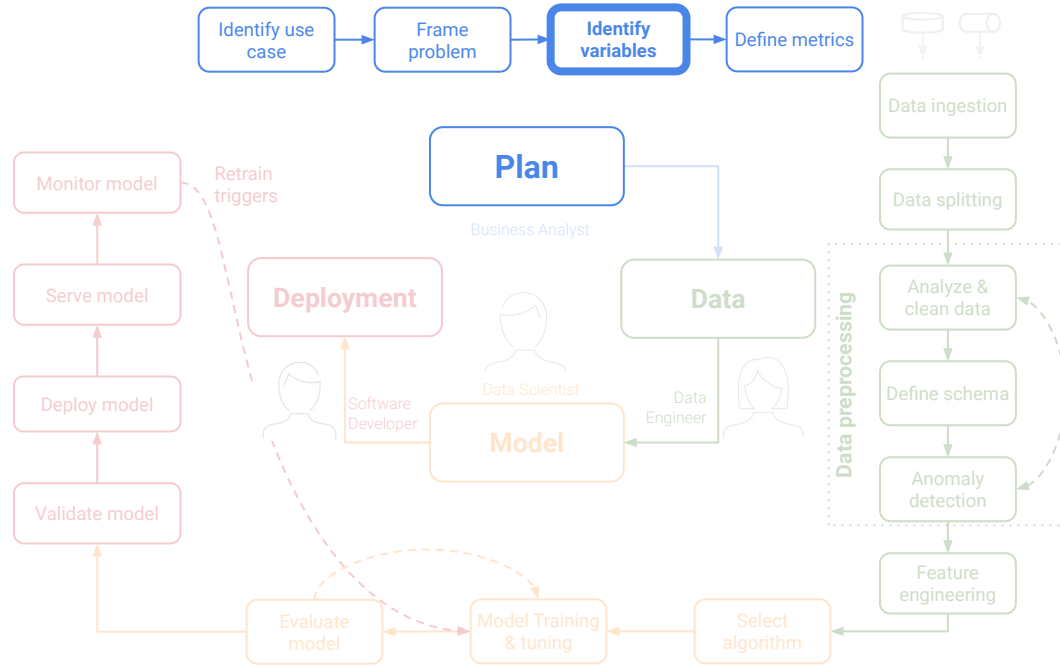 Identify use
case
Frame
problem
Identify
variables
Define metrics
Data ingestion
Data splitting
Data preprocessing
Analyze &
clean data
Define schema
Anomaly
detection
Feature
engineering
Select
algorithm
Model Training
& tuning
Evaluate
model
Validate model
Deploy model
Serve model
Monitor model
Retrain
triggers
Plan
Business Analyst
Data
Data
Engineer
Model
Data Scientist
Software
Developer
Deployment